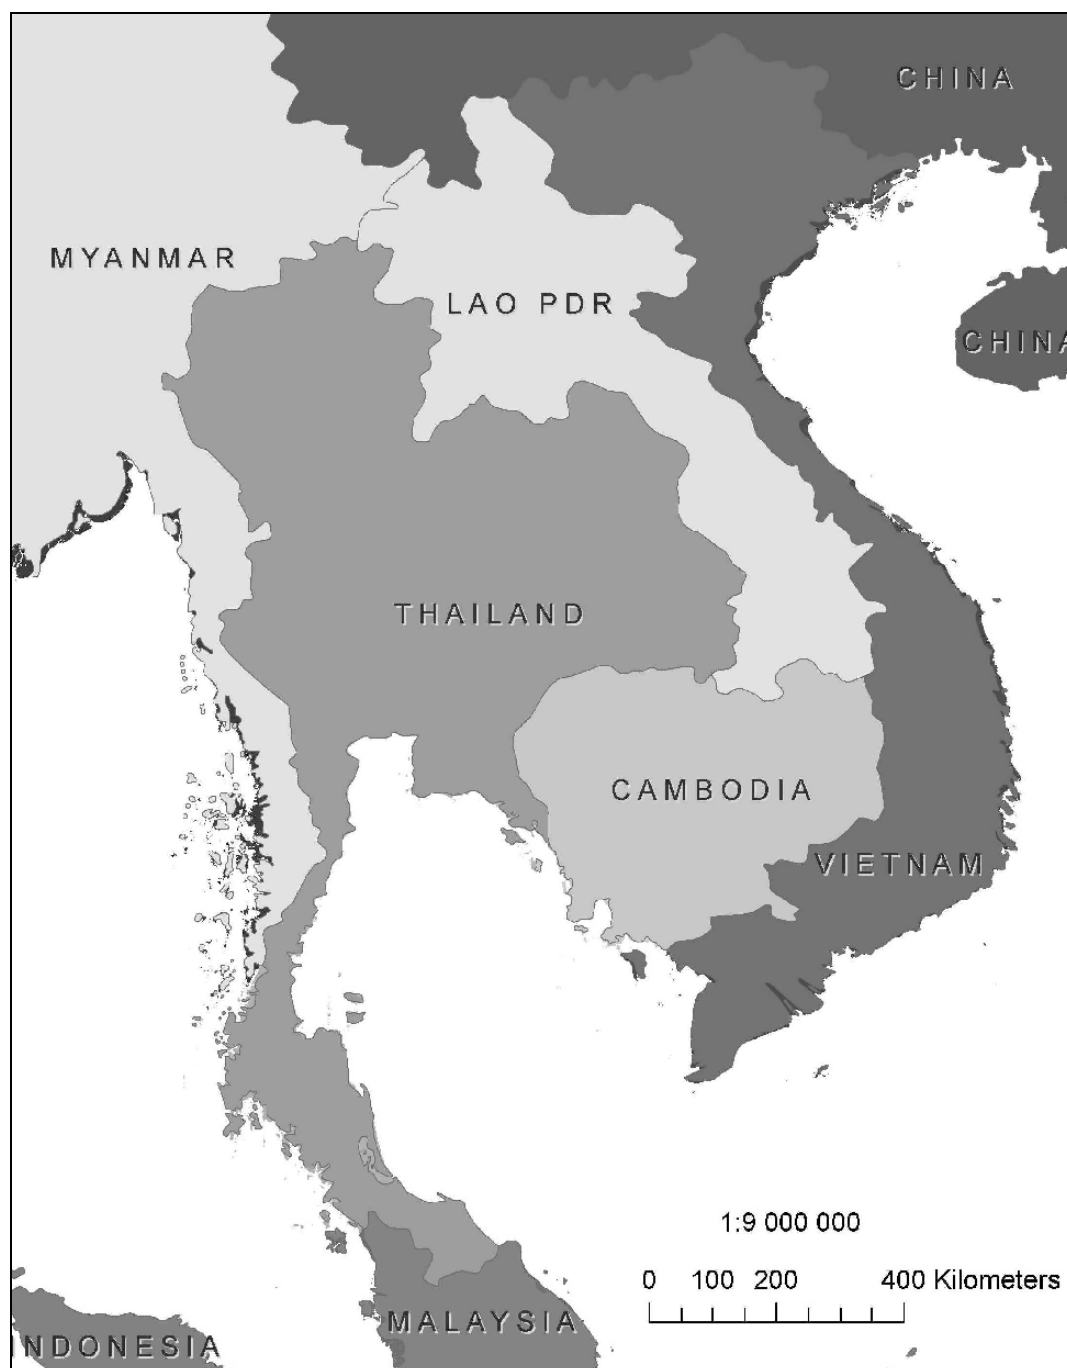 CHINA
MYANMAR
LAO PDR
CHINA
THAILAND
CAMBODIA
VIETNAM
1:9 000 000
0 100 200 400 Kilometers
MALAYSIA
INDONESIA